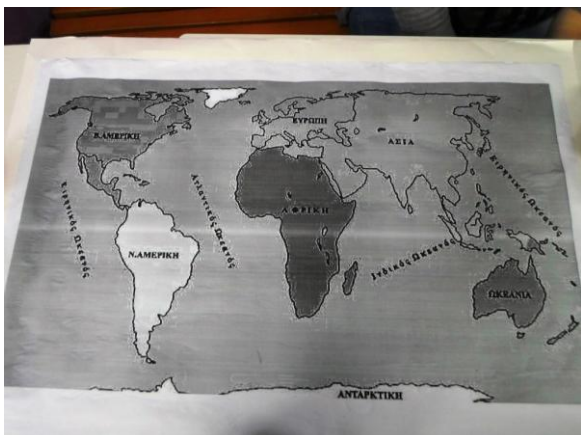 ΕΥΡΩΠΗ
Β.ΑΜΕΡΙΚΗ
ΑΣΙΑ
Ειρηνικός Ωκεανός
Ατλαντικός Ωκεανός
Ειρηνικός Ωκεανός
ΑΦΡΙΚΗ
Ν.ΑΜΕΡΙΚΗ
Ινδικός Ωκεανός
ΩΚΕΑΝΙΑ
ΑΝΤΑΡΚΤΙΚΗ